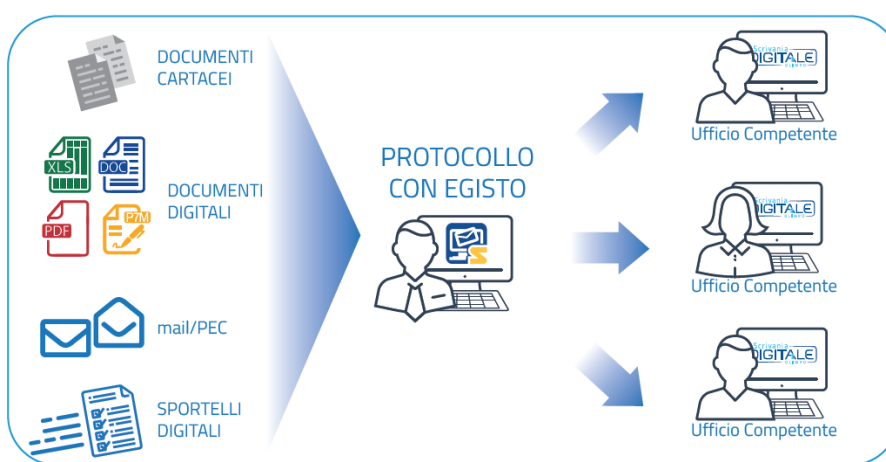 DOCUMENTI
CARTACEI
XLS
DOC
PDF
P7M
DOCUMENTI
DIGITALI
mail/PEC
SPORTELLI
DIGITALI
PROTOCOLLO
CON EGISTO
Scrivania
DIGITALE
Ufficio Competente
Scrivania
DIGITALE
Ufficio Competente
Scrivania
DIGITALE
Ufficio Competente